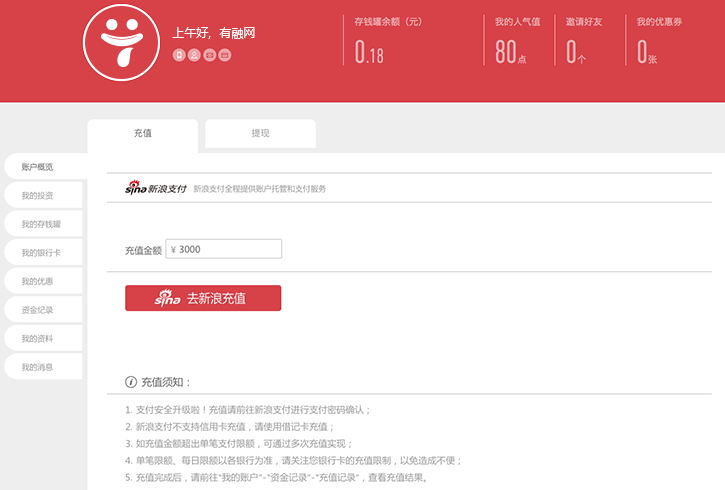 上午好，有融网
存钱罐余额（元）
0.18
我的人气值
80点
邀请好友
0个
我的优惠券
0张
充值
提现
账户概览
我的投资
我的存钱罐
我的银行卡
我的优惠
资金纪录
我的资料
我的消息
sina新浪支付 新浪支付全程提供账户托管和支付服务
充值金额 ¥ 3000
sina 去新浪充值
充值须知：
1. 支付安全升级啦！充值请前往新浪支付进行支付密码确认；
2. 新浪支付不支持信用卡充值，请使用借记卡充值；
3. 如充值金额超出单笔支付限额，可通过多次充值实现；
4. 单笔限额、每日限额以各银行为准，请关注您银行卡的充值限制，以免造成不便；
5. 充值完成后，请前往"我的账户"-"资金记录"-"充值记录"，查看充值结果。